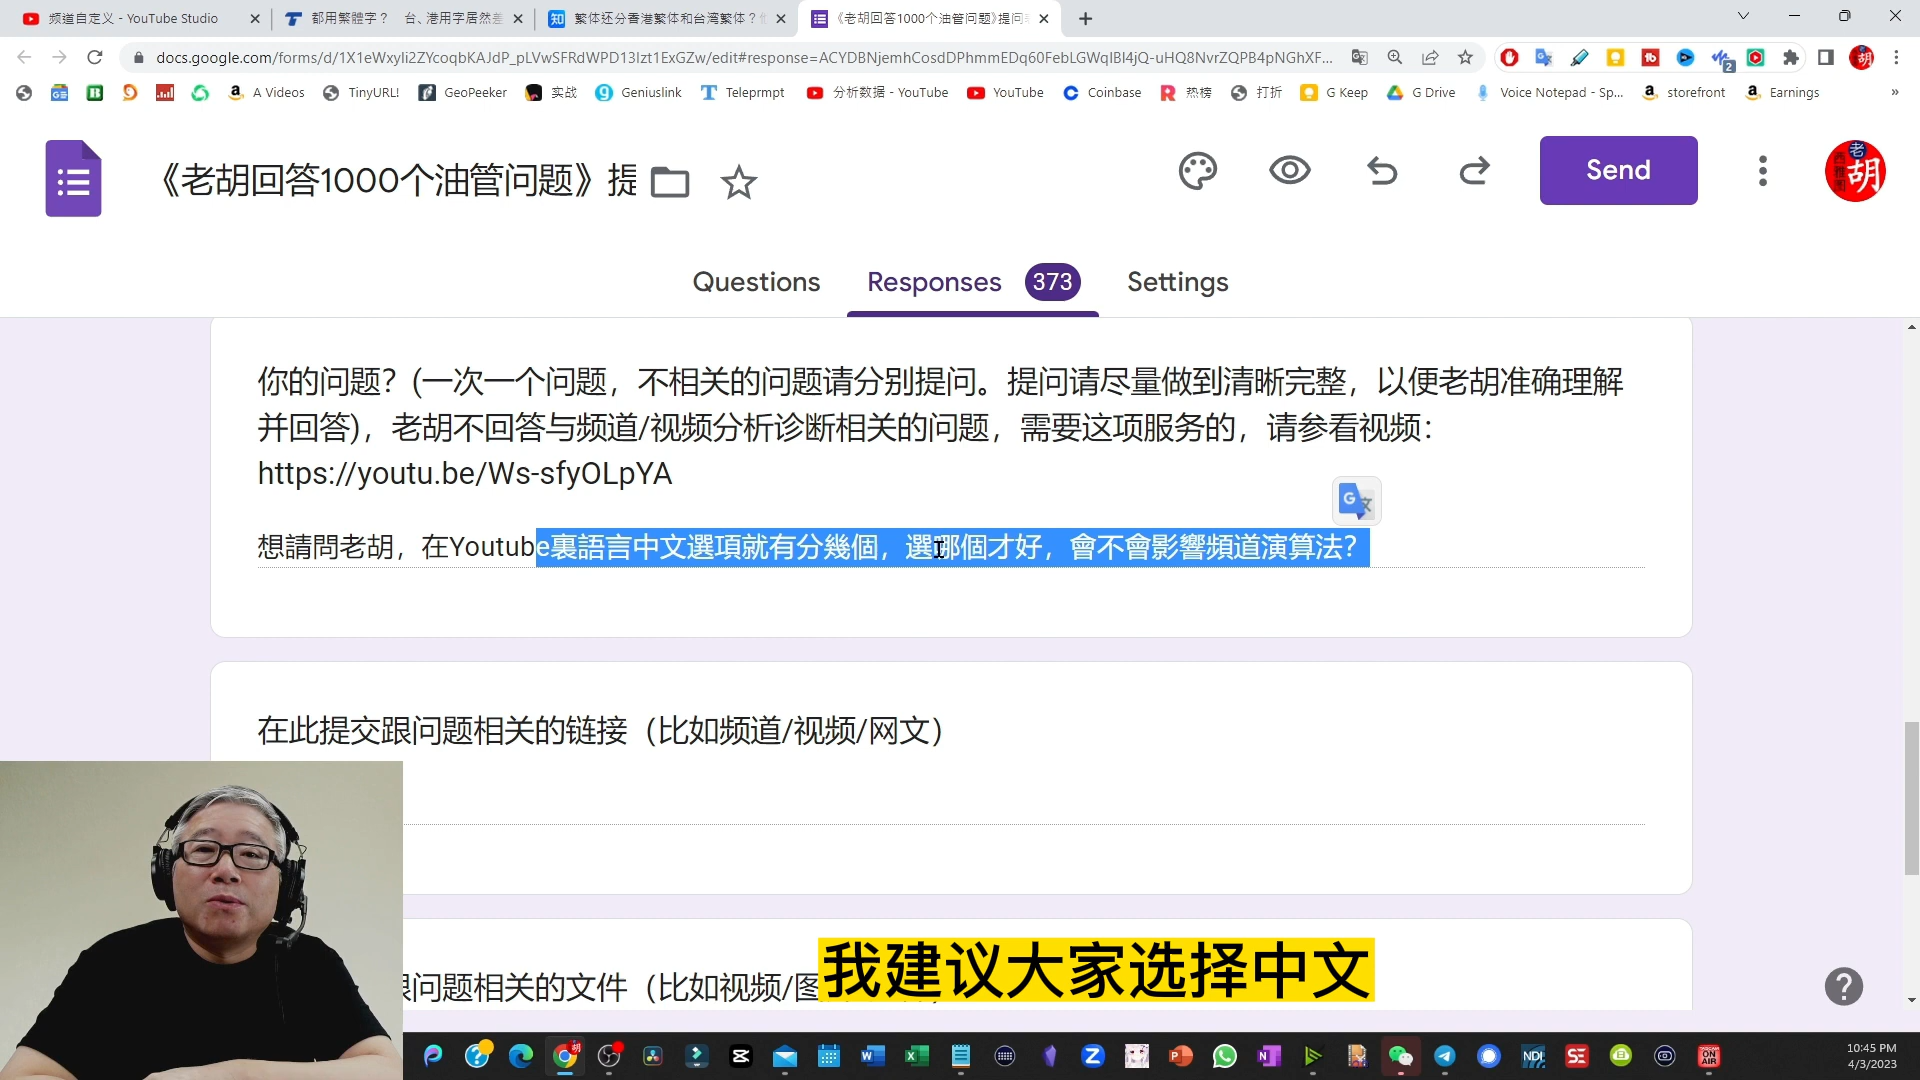 频道自定义 - YouTube Studio
都用繁體字？ 台、港用字居然差
繁体还分香港繁体和台湾繁体？
《老胡回答1000个油管问题》提问
docs.google.com/forms/d/1X1eWxyIi2ZYcoqbKAJdP_pLVwSFRdWPD13Izt1ExGZw/edit#response=ACYDBNjemhCosdDPhmmEDq60FebLGWqIBI4jQ-uHQ8NvrZQPB4pNGhXF...
A Videos
TinyURL!
GeoPeeker
实战
Geniuslink
Teleprmpt
分析数据 - YouTube
YouTube
Coinbase
热榜
打折
G Keep
G Drive
Voice Notepad - Sp...
storefront
Earnings
»
《老胡回答1000个油管问题》提
Send
老胡
西雅图
Questions
Responses 373
Settings
你的问题？(一次一个问题，不相关的问题请分别提问。提问请尽量做到清晰完整，以便老胡准确理解
并回答)，老胡不回答与频道/视频分析诊断相关的问题，需要这项服务的，请参看视频：
https://youtu.be/Ws-sfyOLpYA
想請問老胡，在Youtube裏語言中文選項就有分幾個，選哪個才好，會不會影響頻道演算法？
在此提交跟问题相关的链接（比如频道/视频/网文）
问题相关的文件（比如视频/图
我建议大家选择中文
10:45 PM
4/3/2023